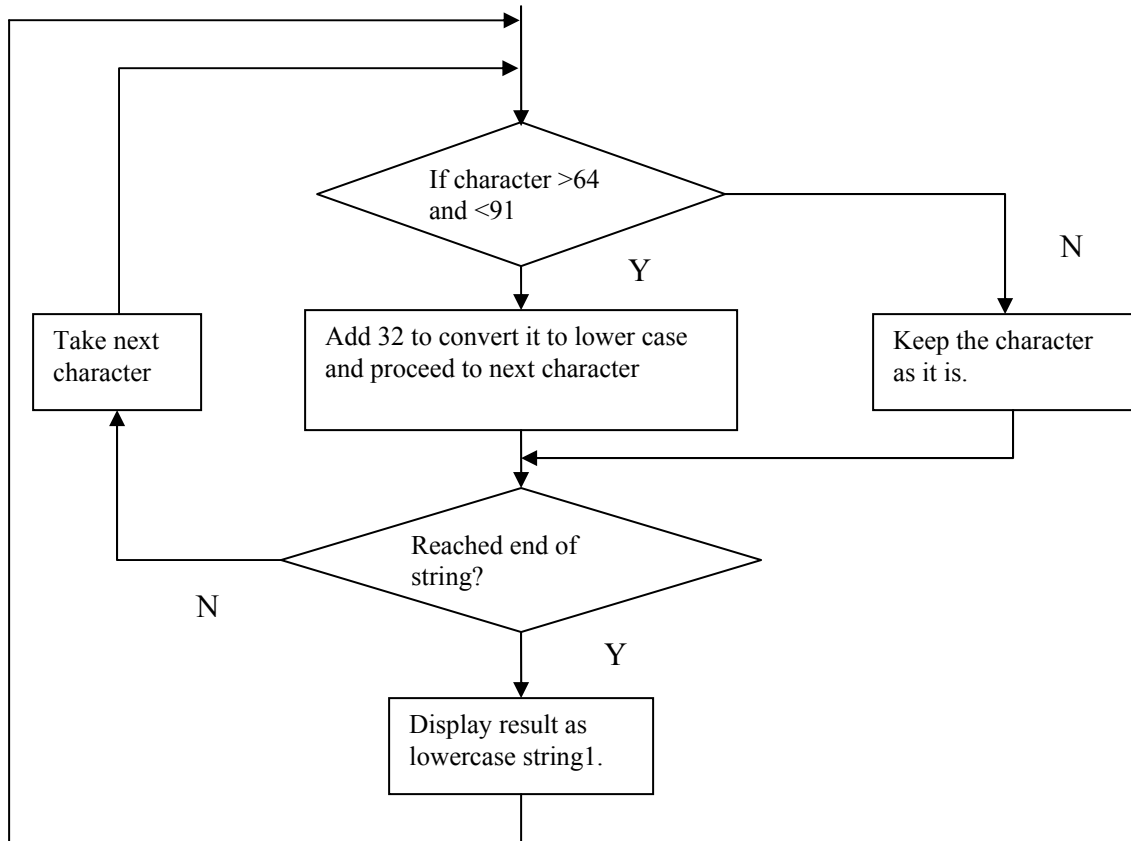 If character >64
and <91
Y
N
Add 32 to convert it to lower case
and proceed to next character
Keep the character
as it is.
Take next
character
Reached end of
string?
N
Y
Display result as
lowercase string1.